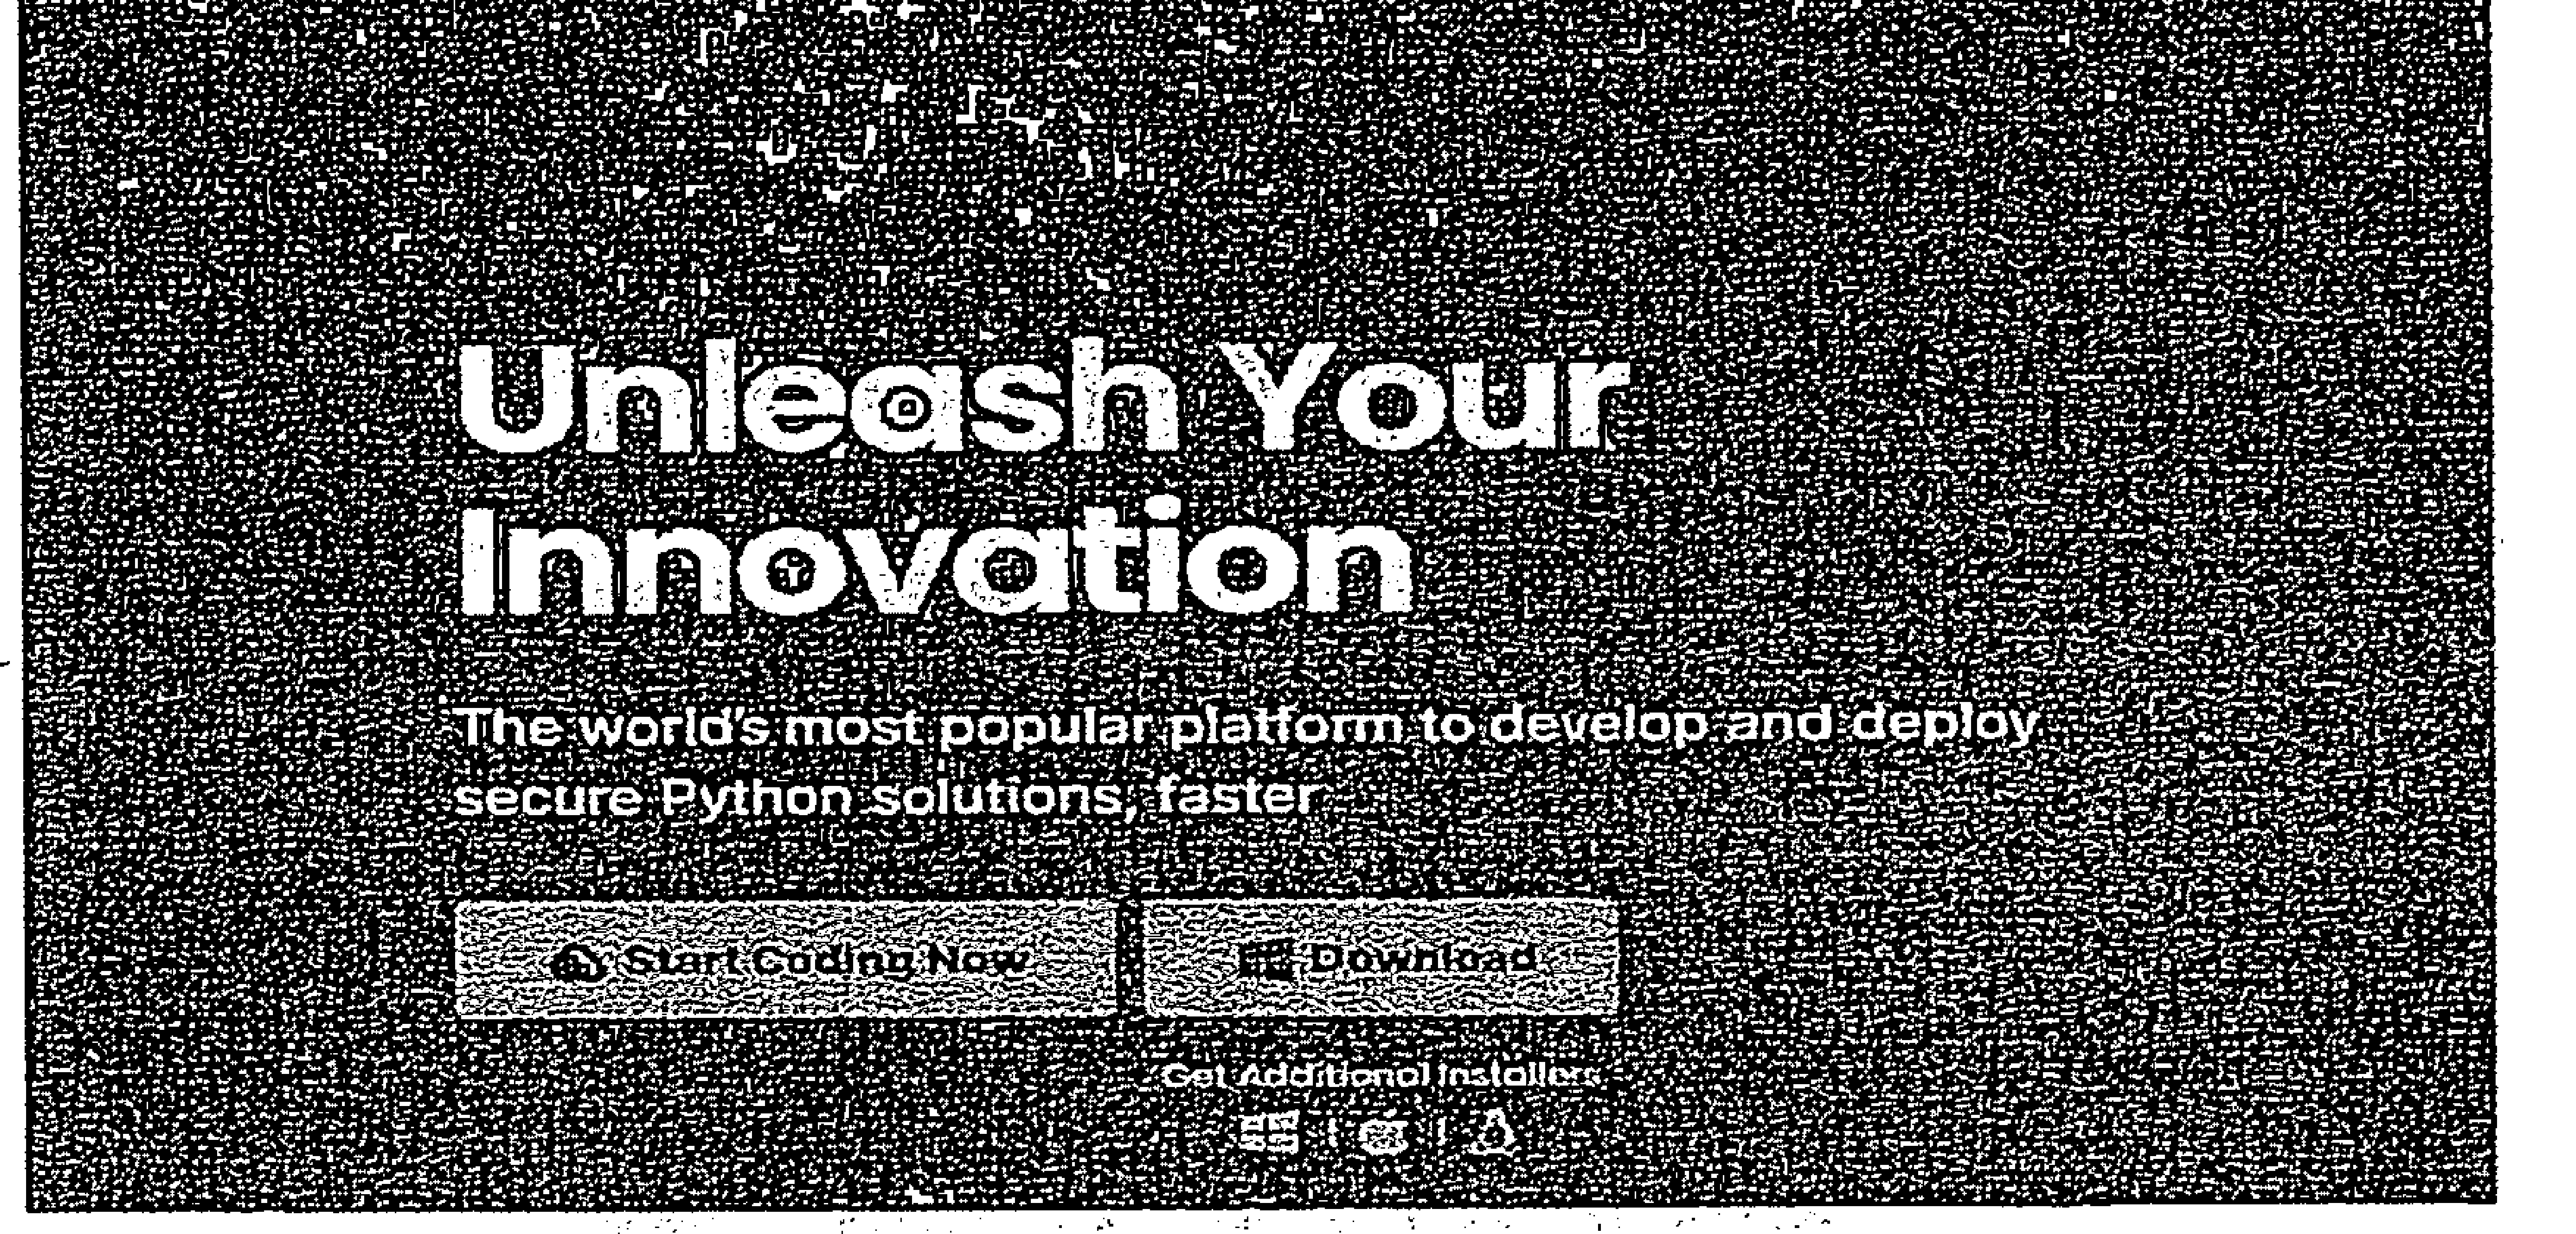 Unleash Your
Innovation
The world's most popular platform to develop and deploy
secure Python solutions, faster
Start Coding Now
Download
Get Additional Installers